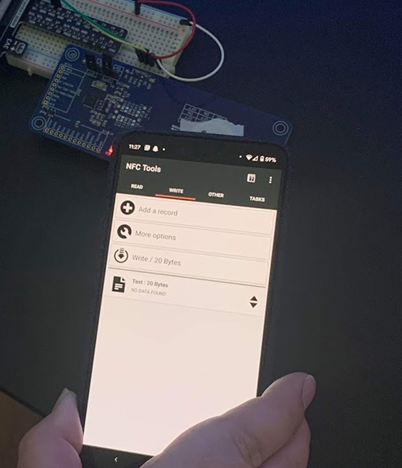 11:27
59%
NFC Tools
READ
WRITE
OTHER
TASKS
Add a record
More options
Write / 20 Bytes
Text : 20 Bytes
NO DATA FOUND